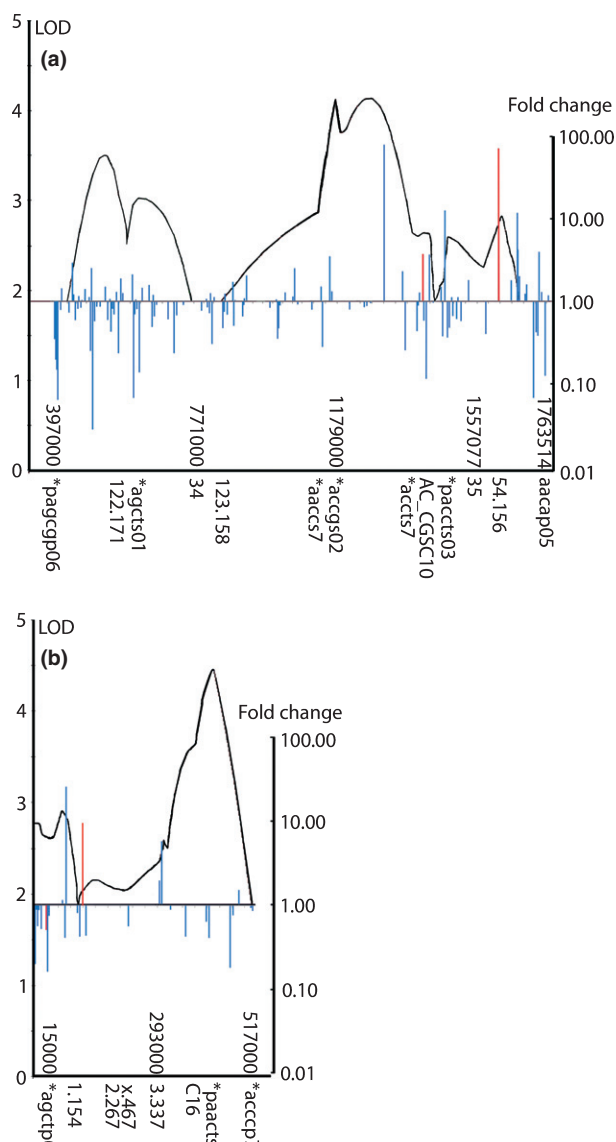 5
LOD
(a)
4
Fold change
100.00
3
10.00
2
1.00
1
0.10
0
0.01
397000
771000
1179000
1557077
1763514
*pagcgp06
122.171
*agcts01
34
123.158
*aaccs7
*accgs02
*accts7
AC_CGSC10
*paccts03
35
54.156
aacap05
5
LOD
(b)
4
Fold change
100.00
3
10.00
2
1.00
1
0.10
0
0.01
15000
293000
517000
1.154
2.267
x.467
3.337
C16